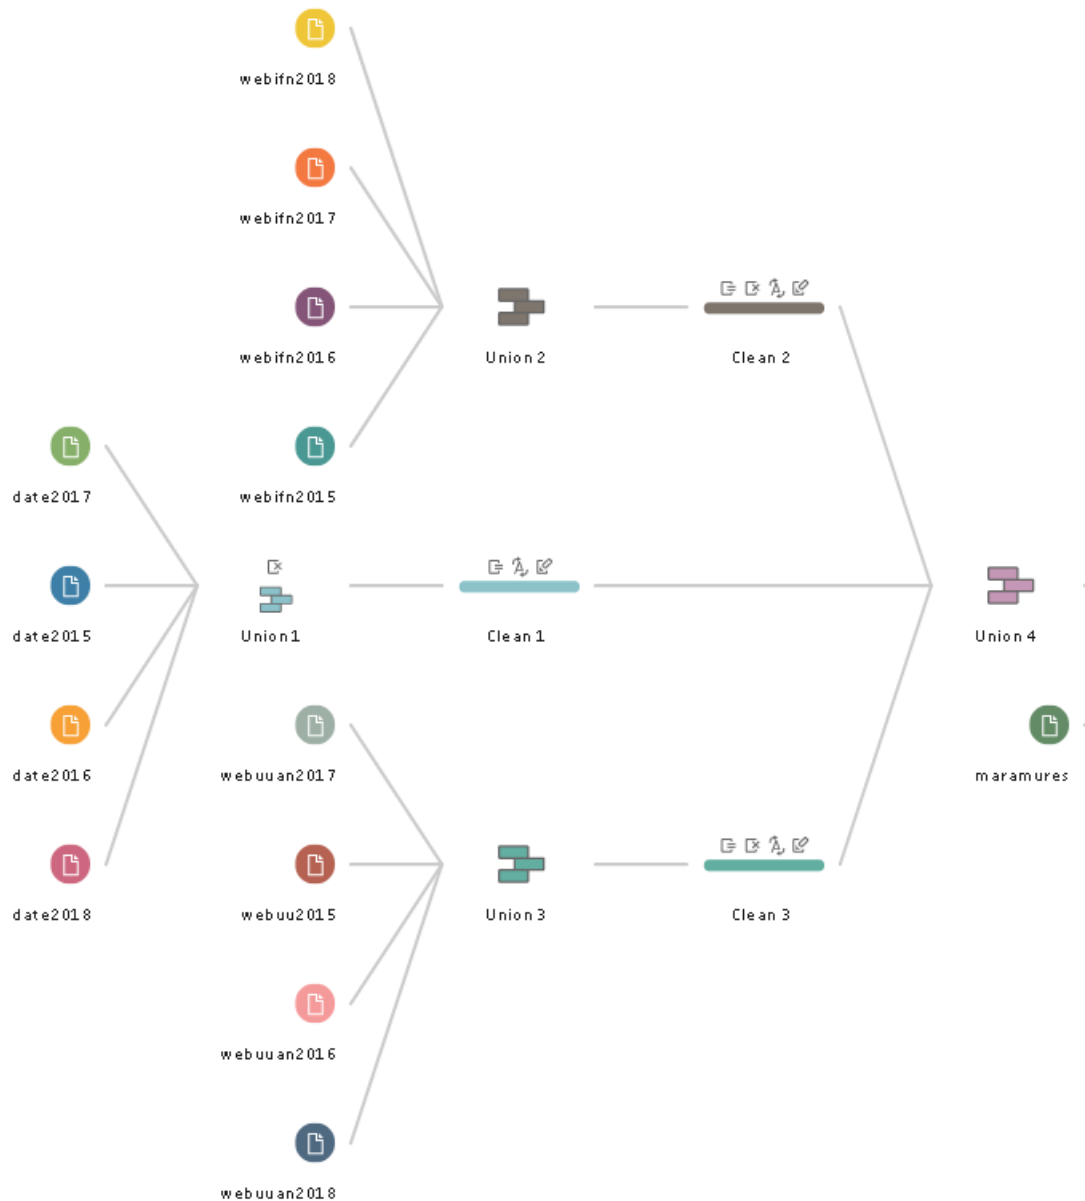 webifn2018
webifn2017
webifn2016
Union 2
Clean 2
date2017
webifn2015
date2015
Union 1
Clean 1
Union 4
date2016
webuuan2017
maramures
date2018
webuu2015
Union 3
Clean 3
webuuan2016
webuuan2018